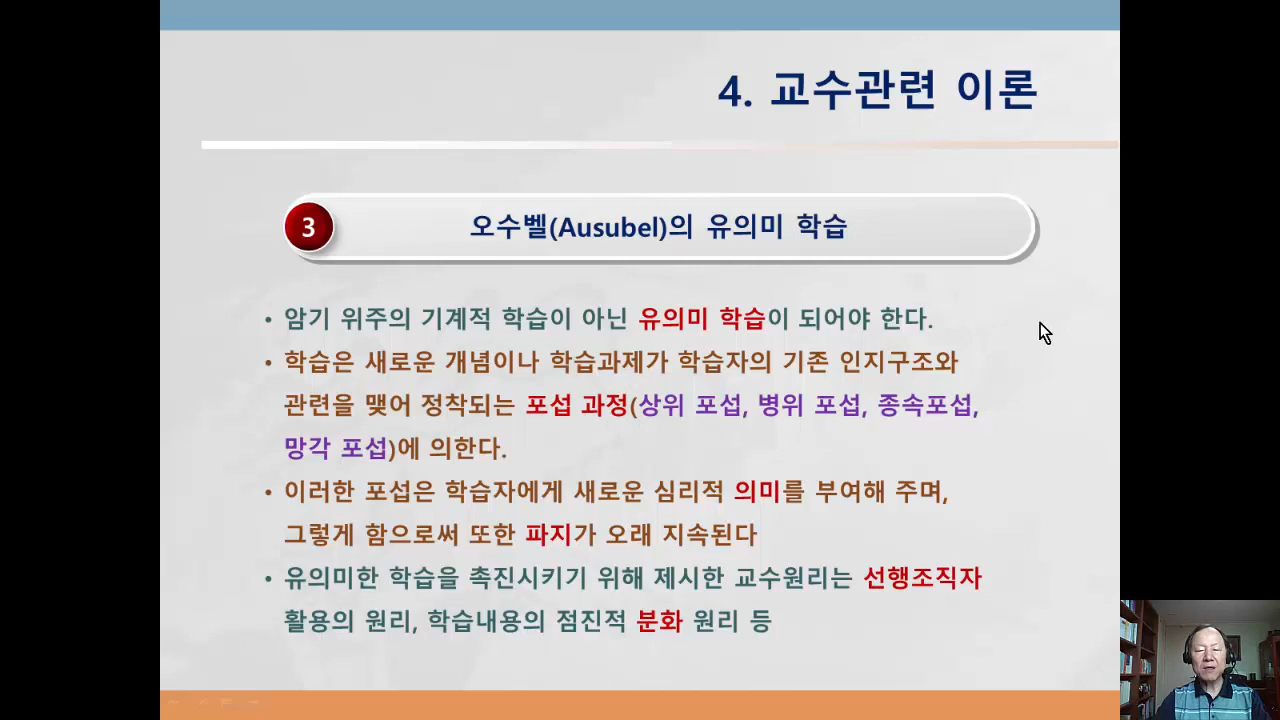 4. 교수관련 이론
3
오수벨(Ausubel)의 유의미 학습
• 암기 위주의 기계적 학습이 아닌 유의미 학습이 되어야 한다.
• 학습은 새로운 개념이나 학습과제가 학습자의 기존 인지구조와
관련을 맺어 정착되는 포섭 과정(상위 포섭, 병위 포섭, 종속포섭,
망각 포섭)에 의한다.
• 이러한 포섭은 학습자에게 새로운 심리적 의미를 부여해 주며,
그렇게 함으로써 또한 파지가 오래 지속된다
• 유의미한 학습을 촉진시키기 위해 제시한 교수원리는 선행조직자
활용의 원리, 학습내용의 점진적 분화 원리 등